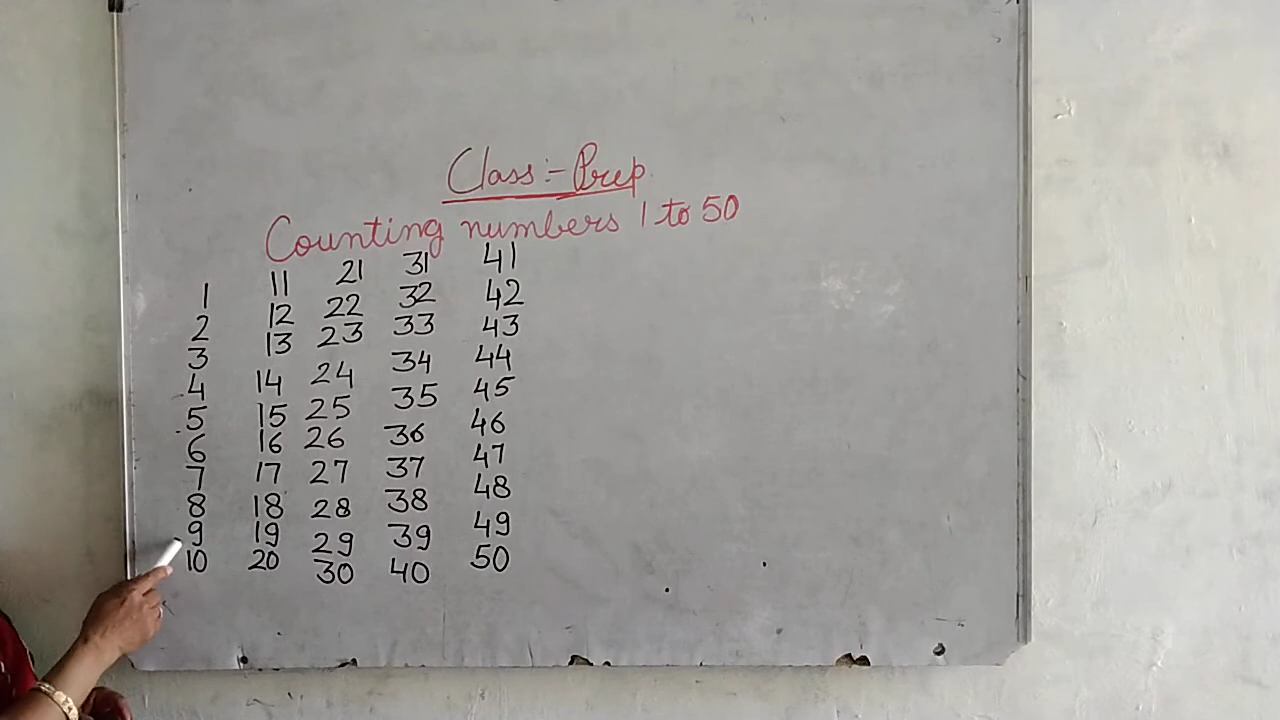 Class :- Prep
Counting numbers 1 to 50
1 11 21 31 41
2 12 22 32 42
3 13 23 33 43
4 14 24 34 44
5 15 25 35 45
6 16 26 36 46
7 17 27 37 47
8 18 28 38 48
9 19 29 39 49
10 20 30 40 50